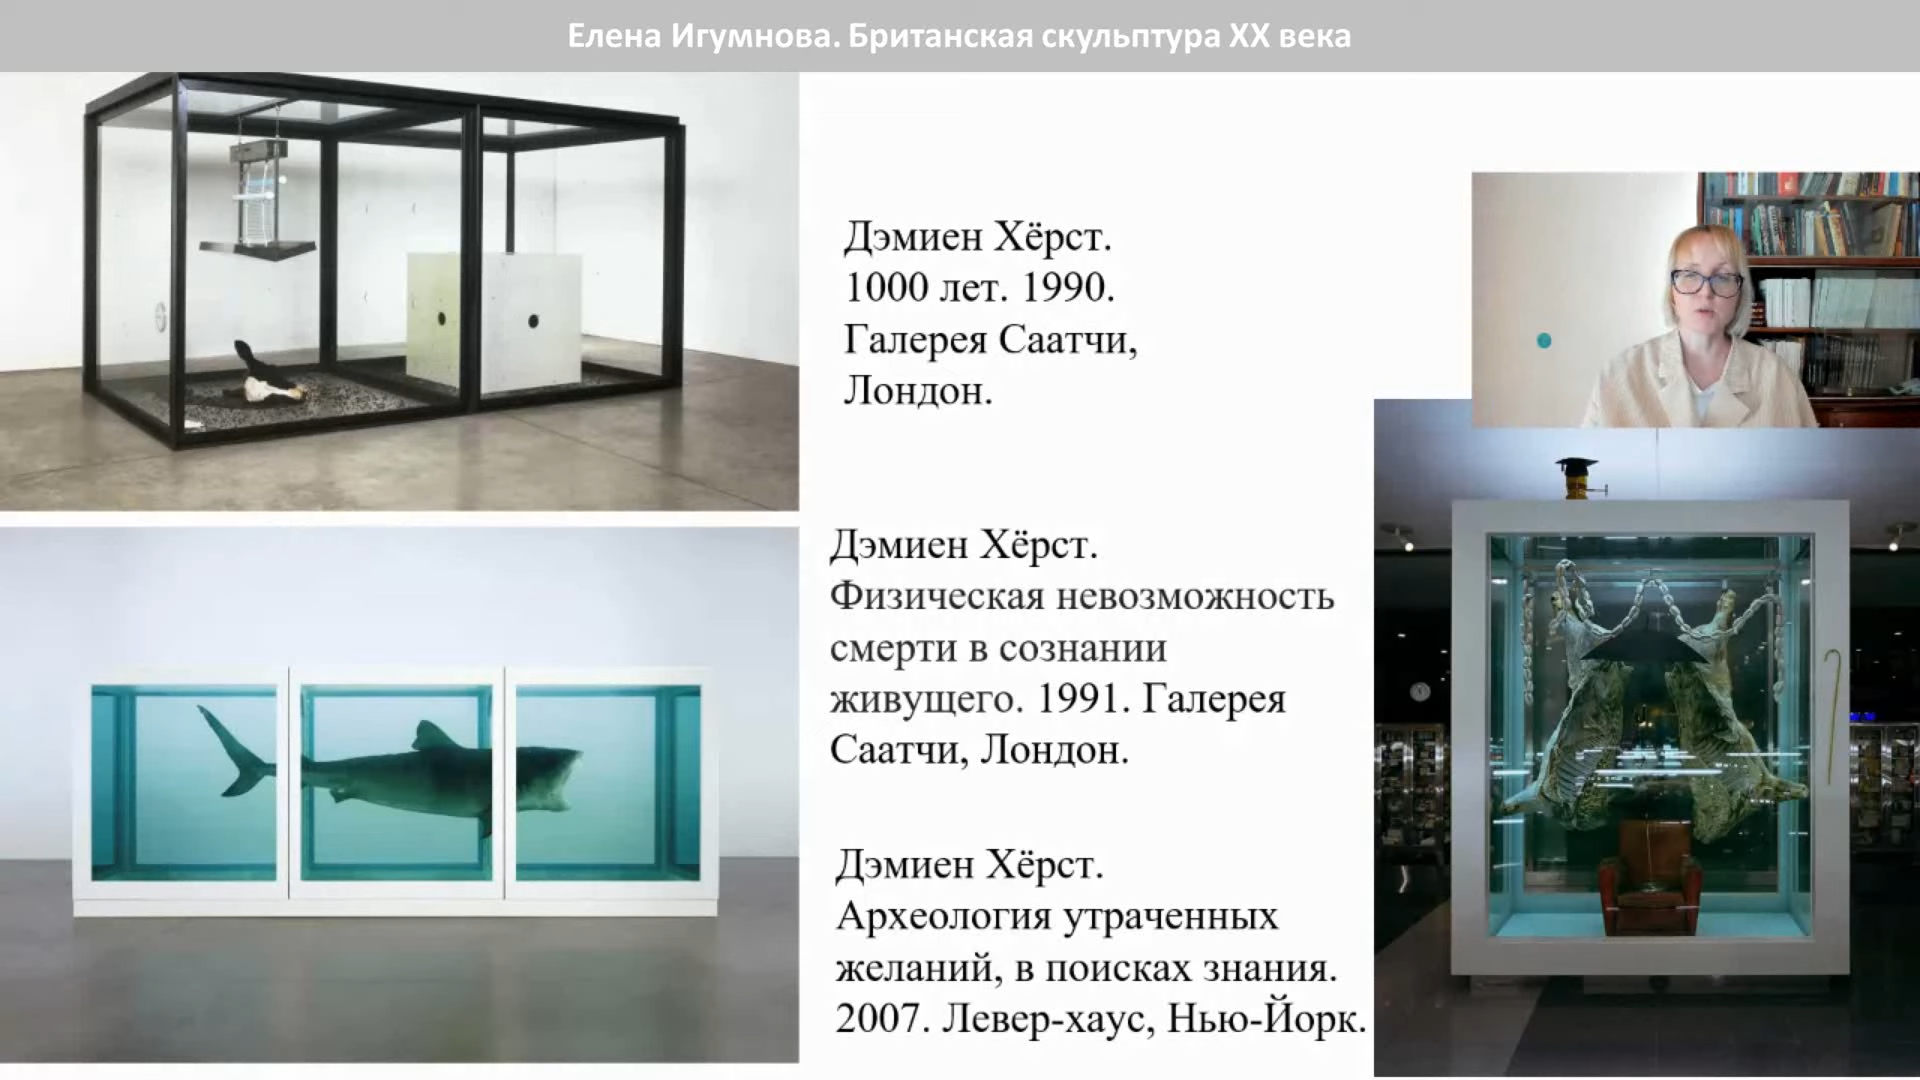 Елена Игумнова. Британская скульптура XX века
Дэмиен Хёрст.
1000 лет. 1990.
Галерея Саатчи,
Лондон.
Дэмиен Хёрст.
Физическая невозможность
смерти в сознании
живущего. 1991. Галерея
Саатчи, Лондон.
Дэмиен Хёрст.
Археология утраченных
желаний, в поисках знания.
2007. Левер-хаус, Нью-Йорк.